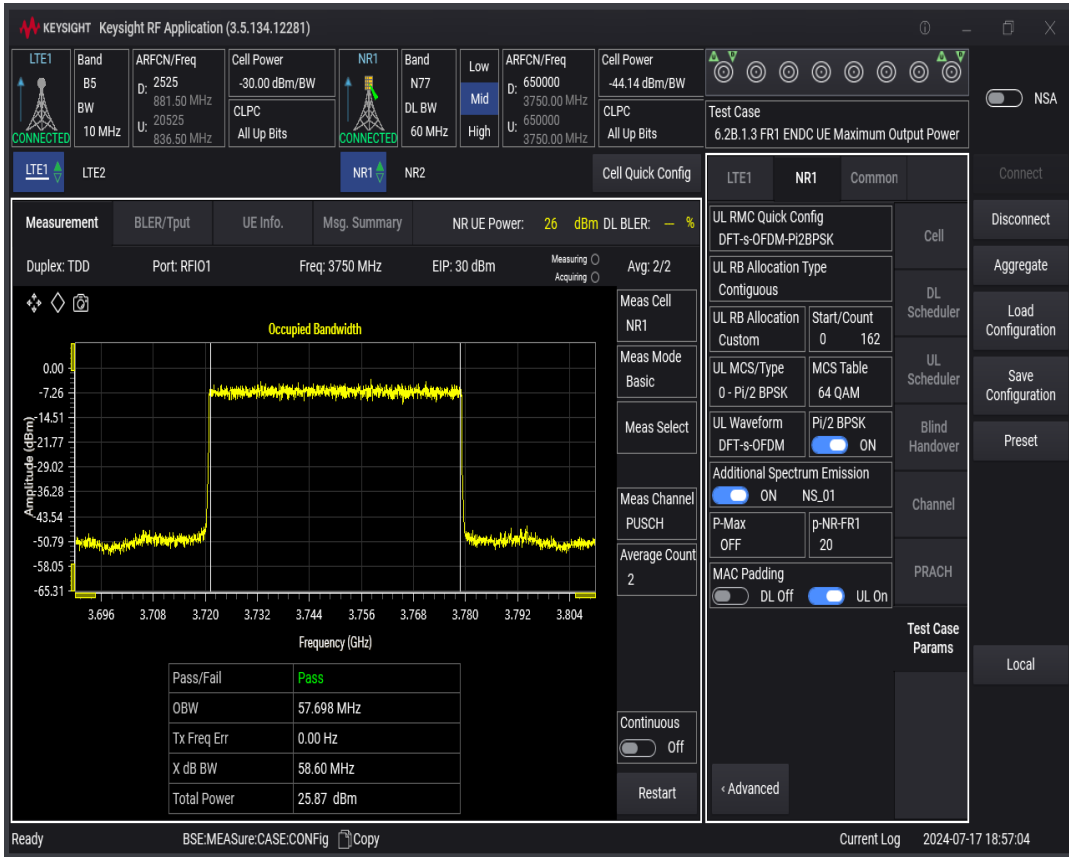 KEYSIGHT Keysight RF Application (3.5.134.12281)
LTE1 Band ARFCN/Freq Cell Power NR1 Band Low ARFCN/Freq Cell Power
B5 D: 2525 -30.00 dBm/BW N77 D: 650000 -44.14 dBm/BW
BW 881.50 MHz CLPC DL BW Mid 3750.00 MHz CLPC
CONNECTED 10 MHz U: 20525 All Up Bits CONNECTED 60 MHz High U: 650000 All Up Bits
836.50 MHz 3750.00 MHz
Test Case
6.2B.1.3 FR1 ENDC UE Maximum Output Power
NSA
LTE1 LTE2 NR1 NR2 Cell Quick Config
Measurement BLER/Tput UE Info. Msg. Summary NR UE Power: 26 dBm DL BLER: -- %
Duplex: TDD Port: RFIO1 Freq: 3750 MHz EIP: 30 dBm Measuring Acquiring Avg: 2/2
Occupied Bandwidth
Amplitude (dBm)
0.00
-7.26
-14.51
-21.77
-29.02
-36.28
-43.54
-50.79
-58.05
-65.31
3.696 3.708 3.720 3.732 3.744 3.756 3.768 3.780 3.792 3.804
Frequency (GHz)
Pass/Fail Pass
OBW 57.698 MHz
Tx Freq Err 0.00 Hz
X dB BW 58.60 MHz
Total Power 25.87 dBm
Meas Cell
NR1
Meas Mode
Basic
Meas Select
Meas Channel
PUSCH
Average Count
2
Continuous
Off
Restart
LTE1 NR1 Common
UL RMC Quick Config
DFT-s-OFDM-Pi2BPSK
UL RB Allocation Type
Contiguous
UL RB Allocation Start/Count
Custom 0 162
UL MCS/Type MCS Table
0 - Pi/2 BPSK 64 QAM
UL Waveform Pi/2 BPSK
DFT-s-OFDM ON
Additional Spectrum Emission
ON NS_01
P-Max p-NR-FR1
OFF 20
MAC Padding
DL Off UL On
‹ Advanced
Cell
DL
Scheduler
UL
Scheduler
Blind
Handover
Channel
PRACH
Test Case
Params
Connect
Disconnect
Aggregate
Load
Configuration
Save
Configuration
Preset
Local
Ready BSE:MEASure:CASE:CONFig Copy Current Log 2024-07-17 18:57:04